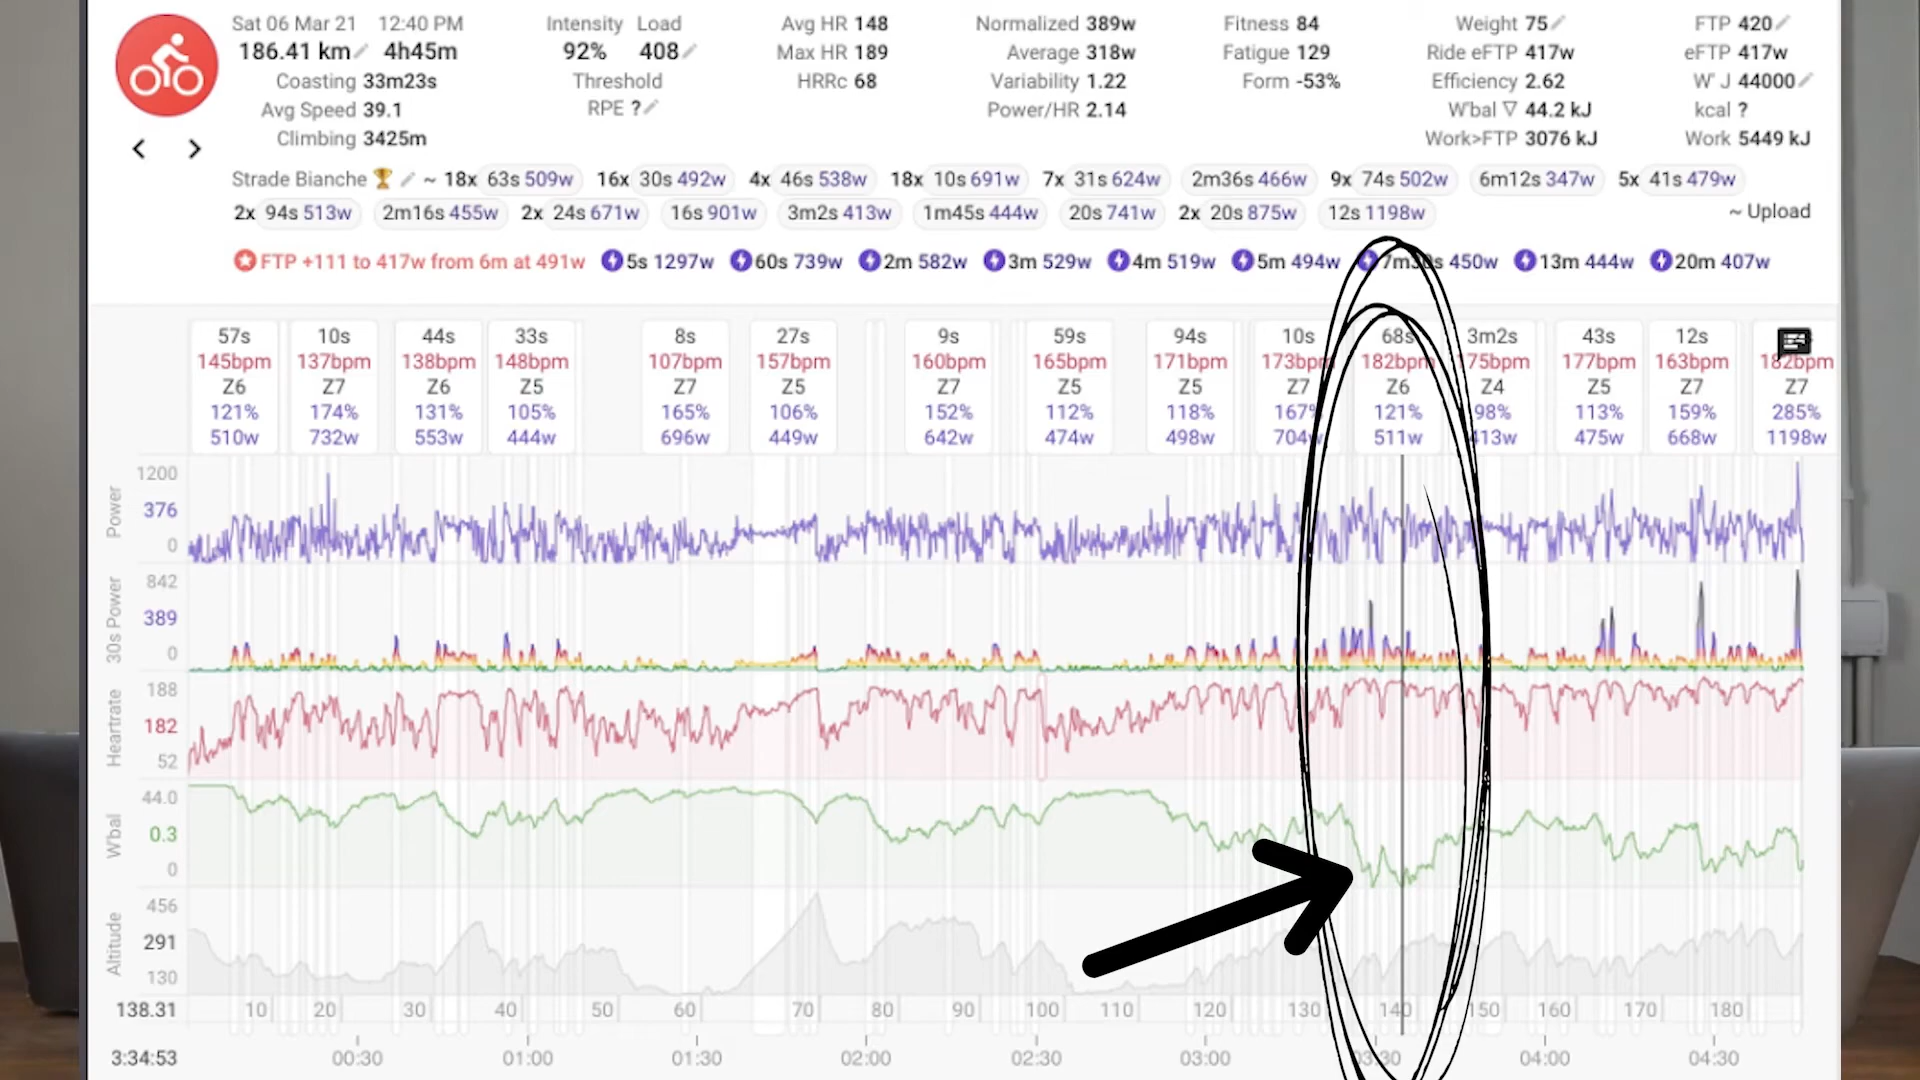 Sat 06 Mar 21 12:40 PM
186.41 km 4h45m
Coasting 33m23s
Avg Speed 39.1
Climbing 3425m
Intensity Load
92% 408
Threshold
RPE ?
Avg HR 148
Max HR 189
HRRc 68
Normalized 389w
Average 318w
Variability 1.22
Power/HR 2.14
Fitness 84
Fatigue 129
Form -53%
Weight 75
Ride eFTP 417w
Efficiency 2.62
W'bal ▽ 44.2 kJ
Work>FTP 3076 kJ
FTP 420
eFTP 417w
W' J 44000
kcal ?
Work 5449 kJ
Strade Bianche 🏆 ~ 18x 63s 509w 16x 30s 492w 4x 46s 538w 18x 10s 691w 7x 31s 624w 2m36s 466w 9x 74s 502w 6m12s 347w 5x 41s 479w
2x 94s 513w 2m16s 455w 2x 24s 671w 16s 901w 3m2s 413w 1m45s 444w 20s 741w 2x 20s 875w 12s 1198w ~ Upload
FTP +111 to 417w from 6m at 491w 5s 1297w 60s 739w 2m 582w 3m 529w 4m 519w 5m 494w 7m30s 450w 13m 444w 20m 407w
57s 10s 44s 33s 8s 27s 9s 59s 94s 10s 68s 3m2s 43s 12s
145bpm 137bpm 138bpm 148bpm 107bpm 157bpm 160bpm 165bpm 171bpm 173bpm 182bpm 175bpm 177bpm 163bpm 182bpm
Z6 Z7 Z6 Z5 Z7 Z5 Z7 Z5 Z5 Z7 Z6 Z4 Z5 Z7 Z7
121% 174% 131% 105% 165% 106% 152% 112% 118% 167% 121% 98% 113% 159% 285%
510w 732w 553w 444w 696w 449w 642w 474w 498w 704w 511w 413w 475w 668w 1198w
Power
1200
376
0
30s Power
842
389
0
Heartrate
188
182
52
W'bal
44.0
0.3
0
Altitude
456
291
130
138.31 10 20 30 40 50 60 70 80 90 100 110 120 130 140 150 160 170 180
3:34:53 00:30 01:00 01:30 02:00 02:30 03:00 03:30 04:00 04:30